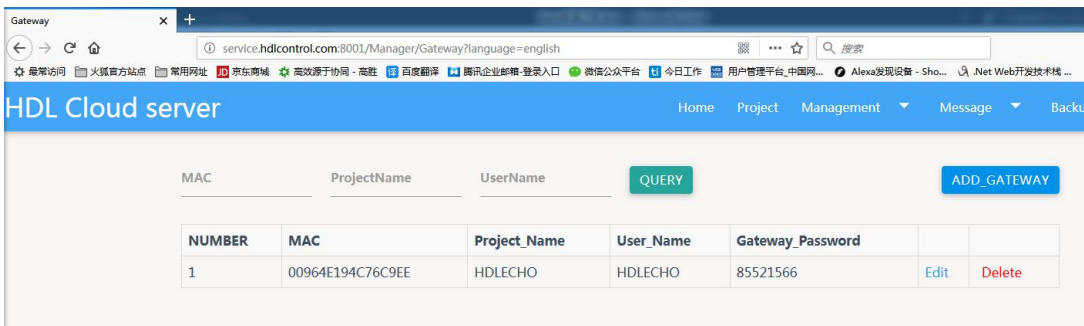 Gateway
service.hdlcontrol.com:8001/Manager/Gateway?language=english
搜索
最常访问 火狐官方站点 常用网址 JD 京东商城 高效源于协同 - 高胜 译 百度翻译 腾讯企业邮箱-登录入口 微信公众平台 今日工作 用户管理平台_中国网... Alexa发现设备 - Sho... .Net Web开发技术栈 ...
HDL Cloud server Home Project Management Message Backu
MAC ProjectName UserName QUERY ADD_GATEWAY
NUMBER MAC Project_Name User_Name Gateway_Password
1 00964E194C76C9EE HDLECHO HDLECHO 85521566 Edit Delete